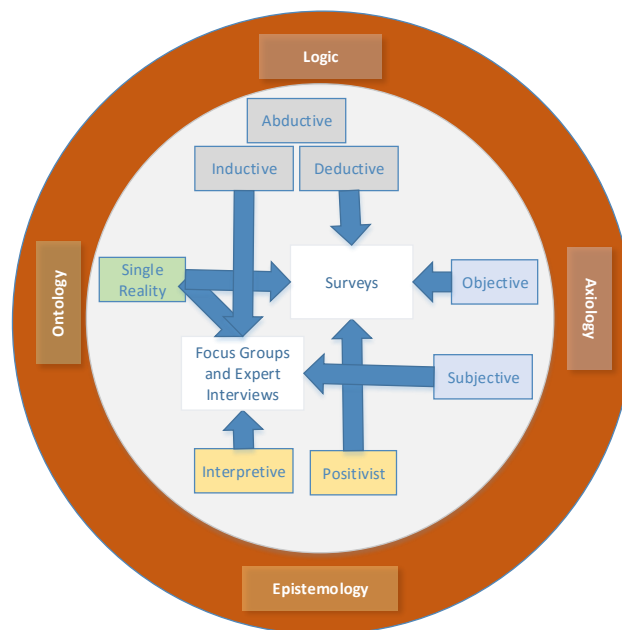 Logic
Abductive
Inductive
Deductive
Ontology
Single
Reality
Surveys
Objective
Axiology
Focus Groups
and Expert
Interviews
Subjective
Interpretive
Positivist
Epistemology